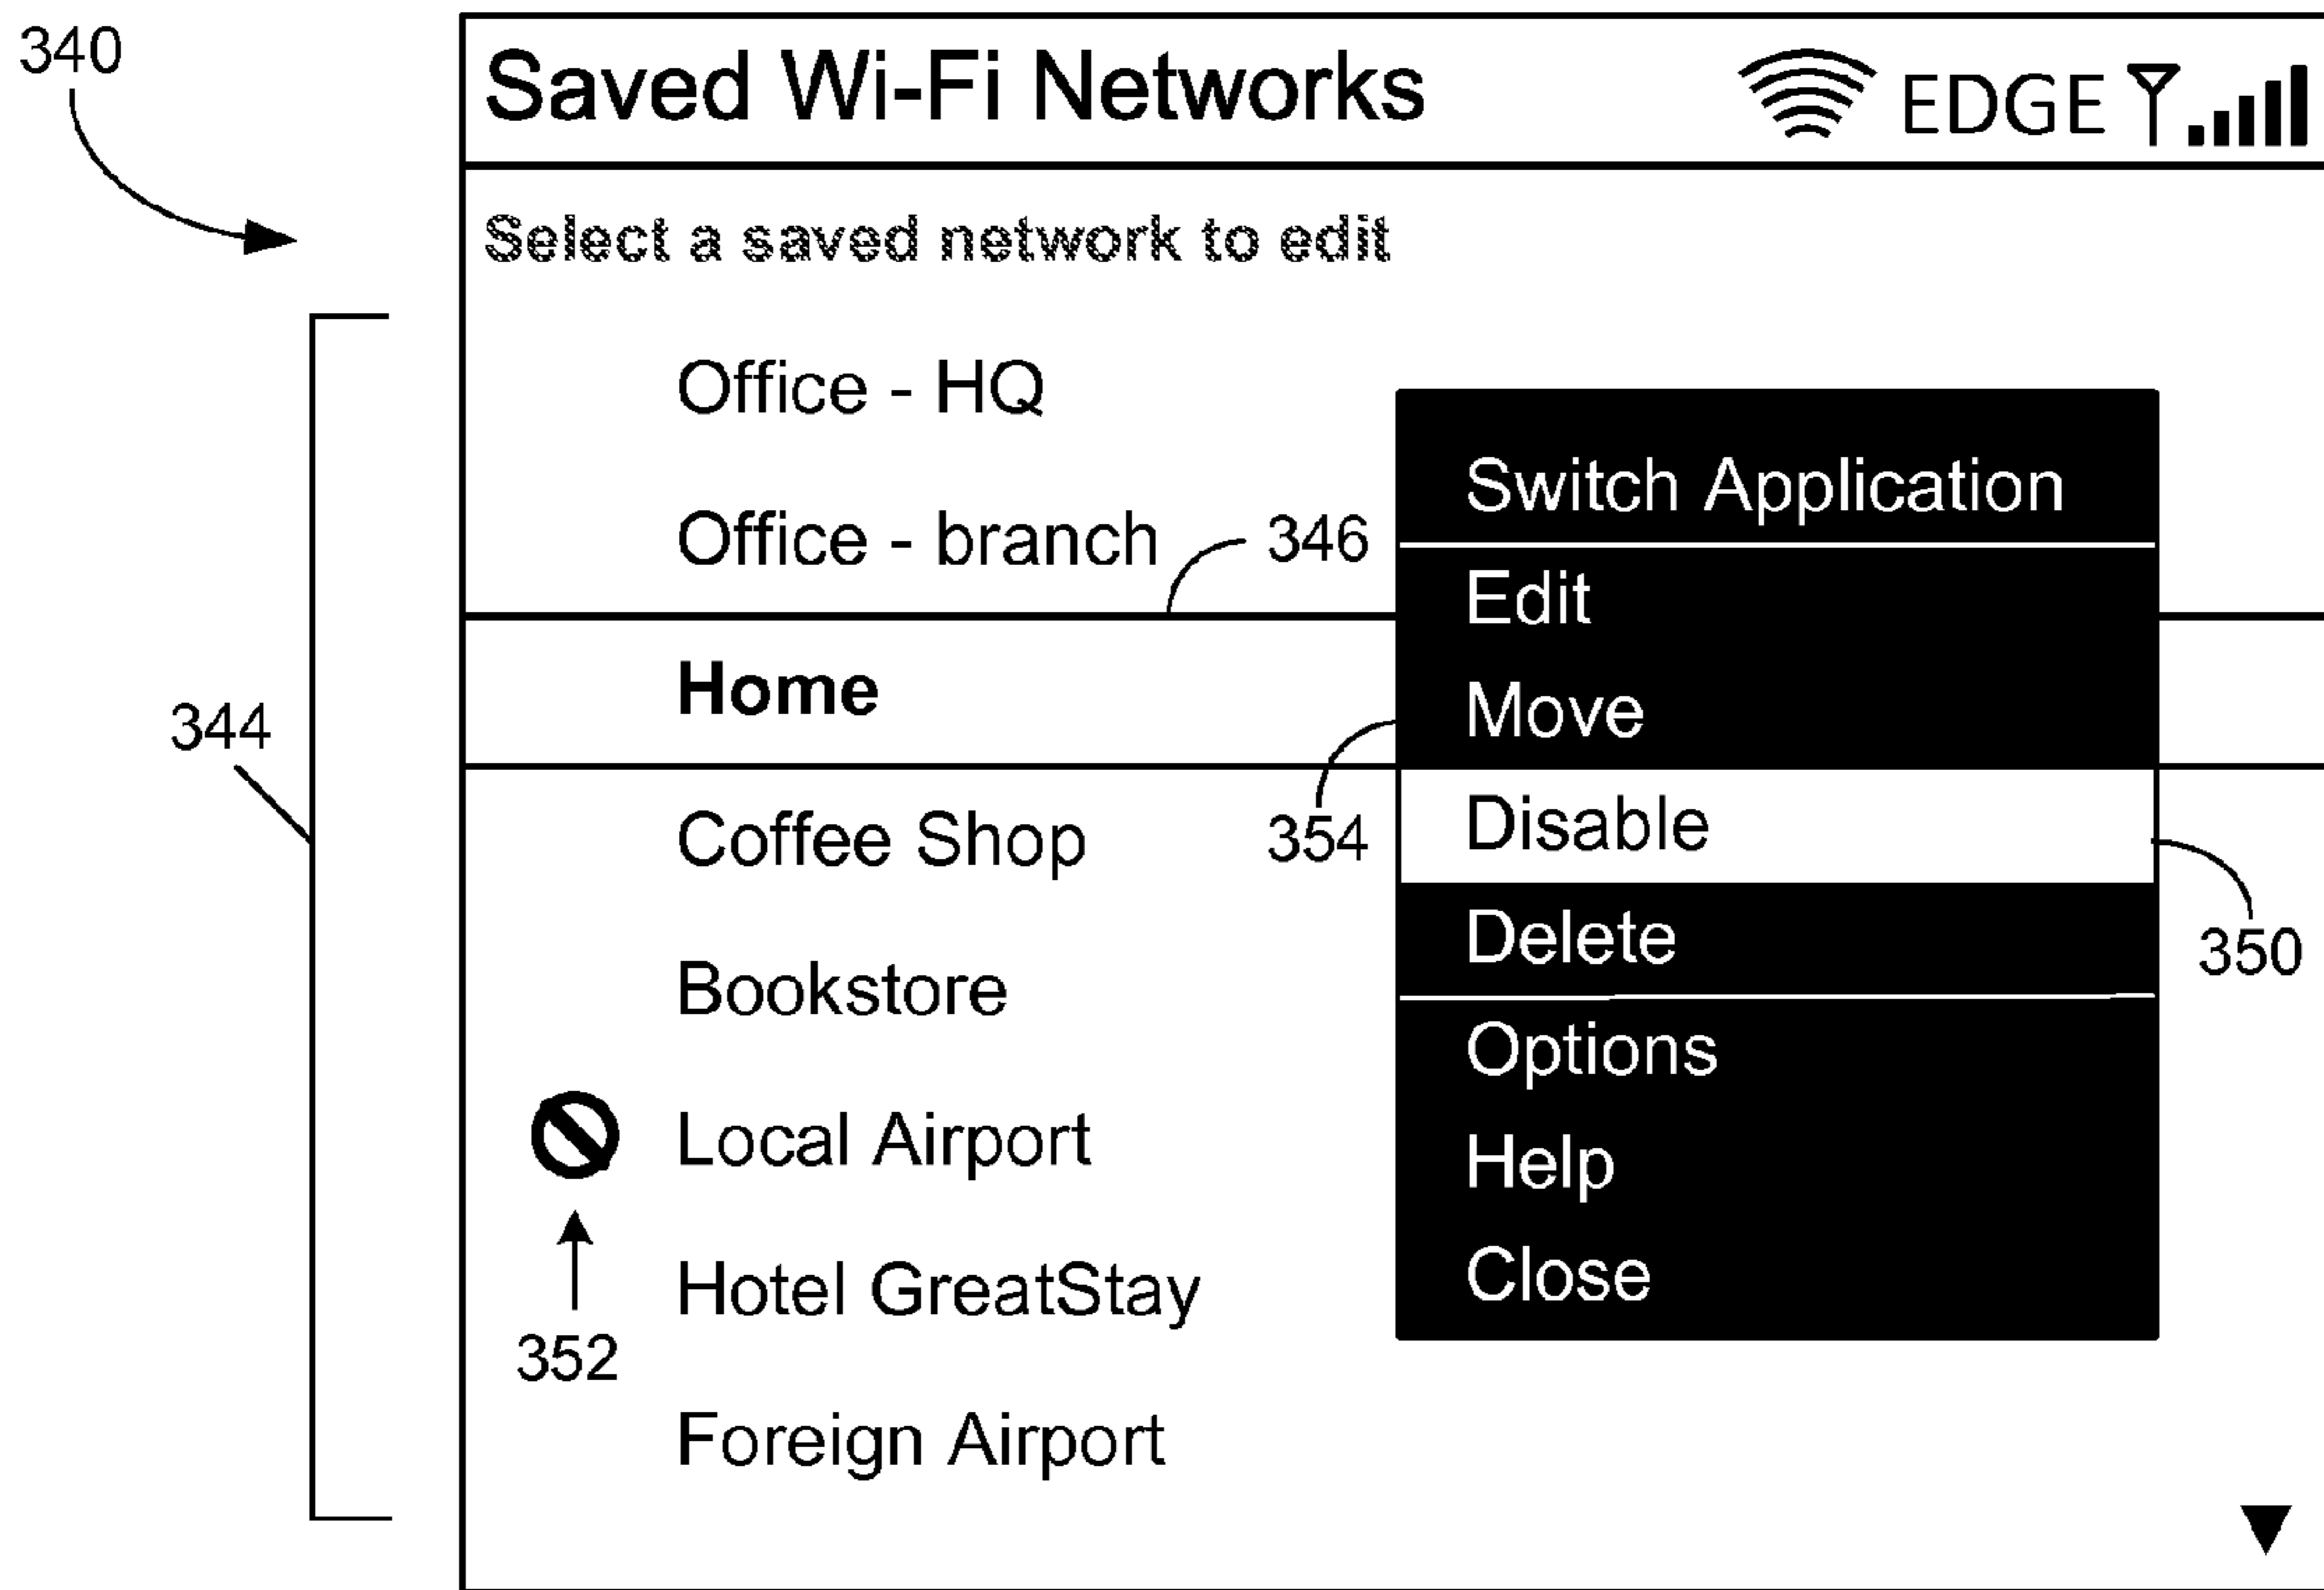 340
Saved Wi-Fi Networks EDGE
Select a saved network to edit
Office - HQ
Office - branch
346
Home
344
Coffee Shop
354
Bookstore
Local Airport
Hotel GreatStay
352
Foreign Airport
Switch Application
Edit
Move
Disable
350
Delete
Options
Help
Close